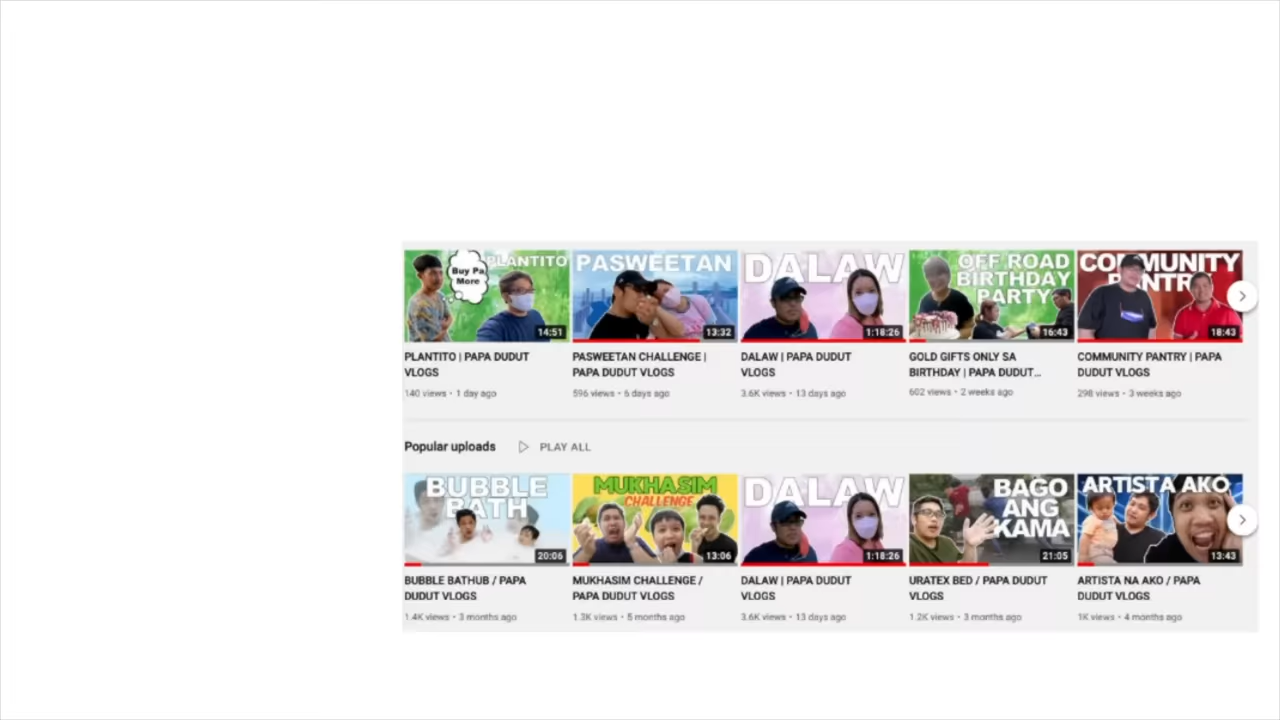 Buy Pa More
PLANTITO
14:51
PASWEETAN
13:32
DALAW
1:18:26
OFF ROAD
BIRTHDAY
PARTY
16:43
COMMUNITY
PANTRY
18:43
PLANTITO | PAPA DUDUT VLOGS
140 views • 1 day ago
PASWEETAN CHALLENGE | PAPA DUDUT VLOGS
596 views • 6 days ago
DALAW | PAPA DUDUT VLOGS
3.6K views • 13 days ago
GOLD GIFTS ONLY SA BIRTHDAY | PAPA DUDUT...
602 views • 2 weeks ago
COMMUNITY PANTRY | PAPA DUDUT VLOGS
298 views • 3 weeks ago
Popular uploads PLAY ALL
BUBBLE
BATH
20:06
MUKHASIM
CHALLENGE
13:06
DALAW
1:18:26
BAGO
ANG
KAMA
21:05
ARTISTA AKO
13:43
BUBBLE BATHUB / PAPA DUDUT VLOGS
1.4K views • 3 months ago
MUKHASIM CHALLENGE / PAPA DUDUT VLOGS
1.3K views • 5 months ago
DALAW | PAPA DUDUT VLOGS
3.6K views • 13 days ago
URATEX BED / PAPA DUDUT VLOGS
1.2K views • 3 months ago
ARTISTA NA AKO / PAPA DUDUT VLOGS
1K views • 4 months ago